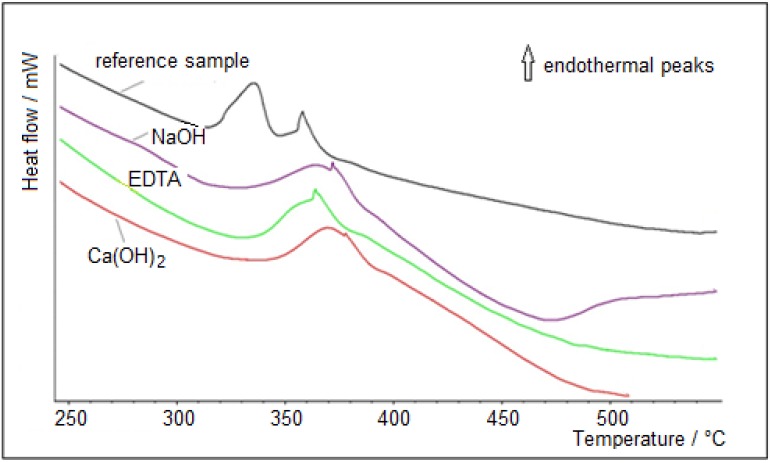 reference sample
endothermal peaks
Heat flow / mW
NaOH
EDTA
Ca(OH)2
250 300 350 400 450 500
Temperature / °C